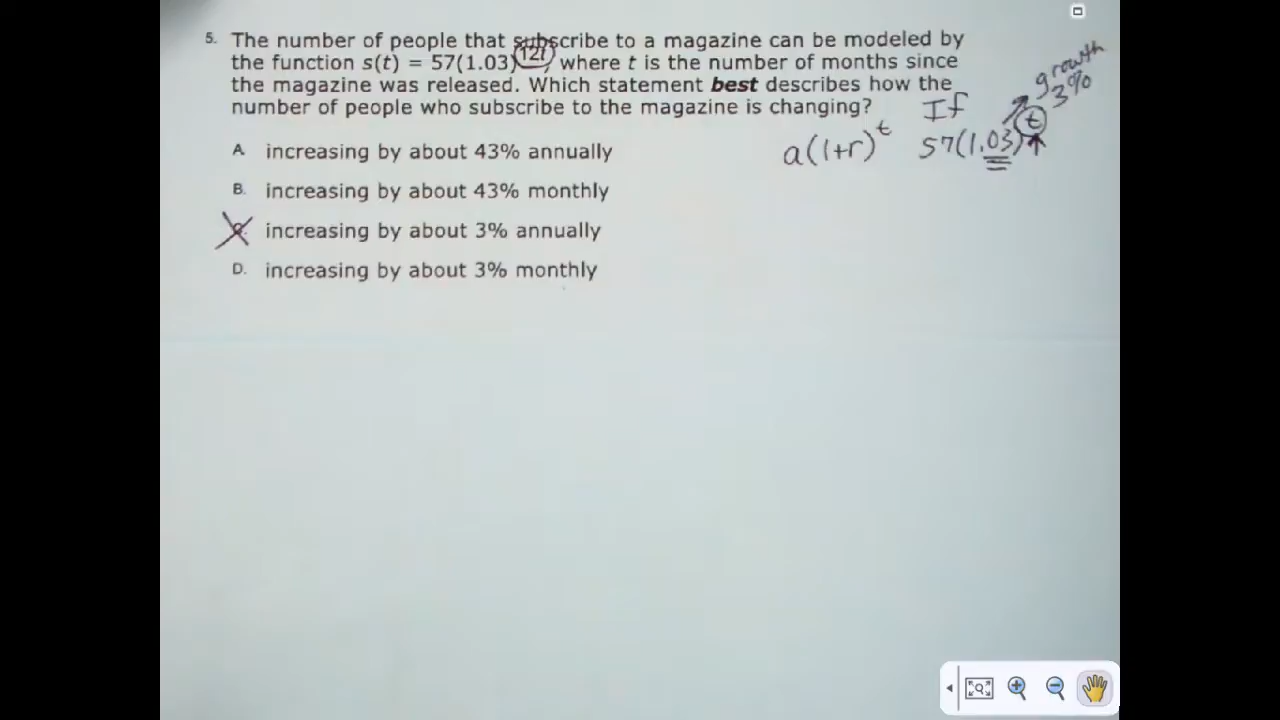 5. The number of people that subscribe to a magazine can be modeled by
the function s(t) = 57(1.03)^12t, where t is the number of months since
the magazine was released. Which statement best describes how the
number of people who subscribe to the magazine is changing?
A. increasing by about 43% annually
B. increasing by about 43% monthly
C. increasing by about 3% annually
D. increasing by about 3% monthly
a(1+r)^t
If
57(1.03)^t
growth
3%